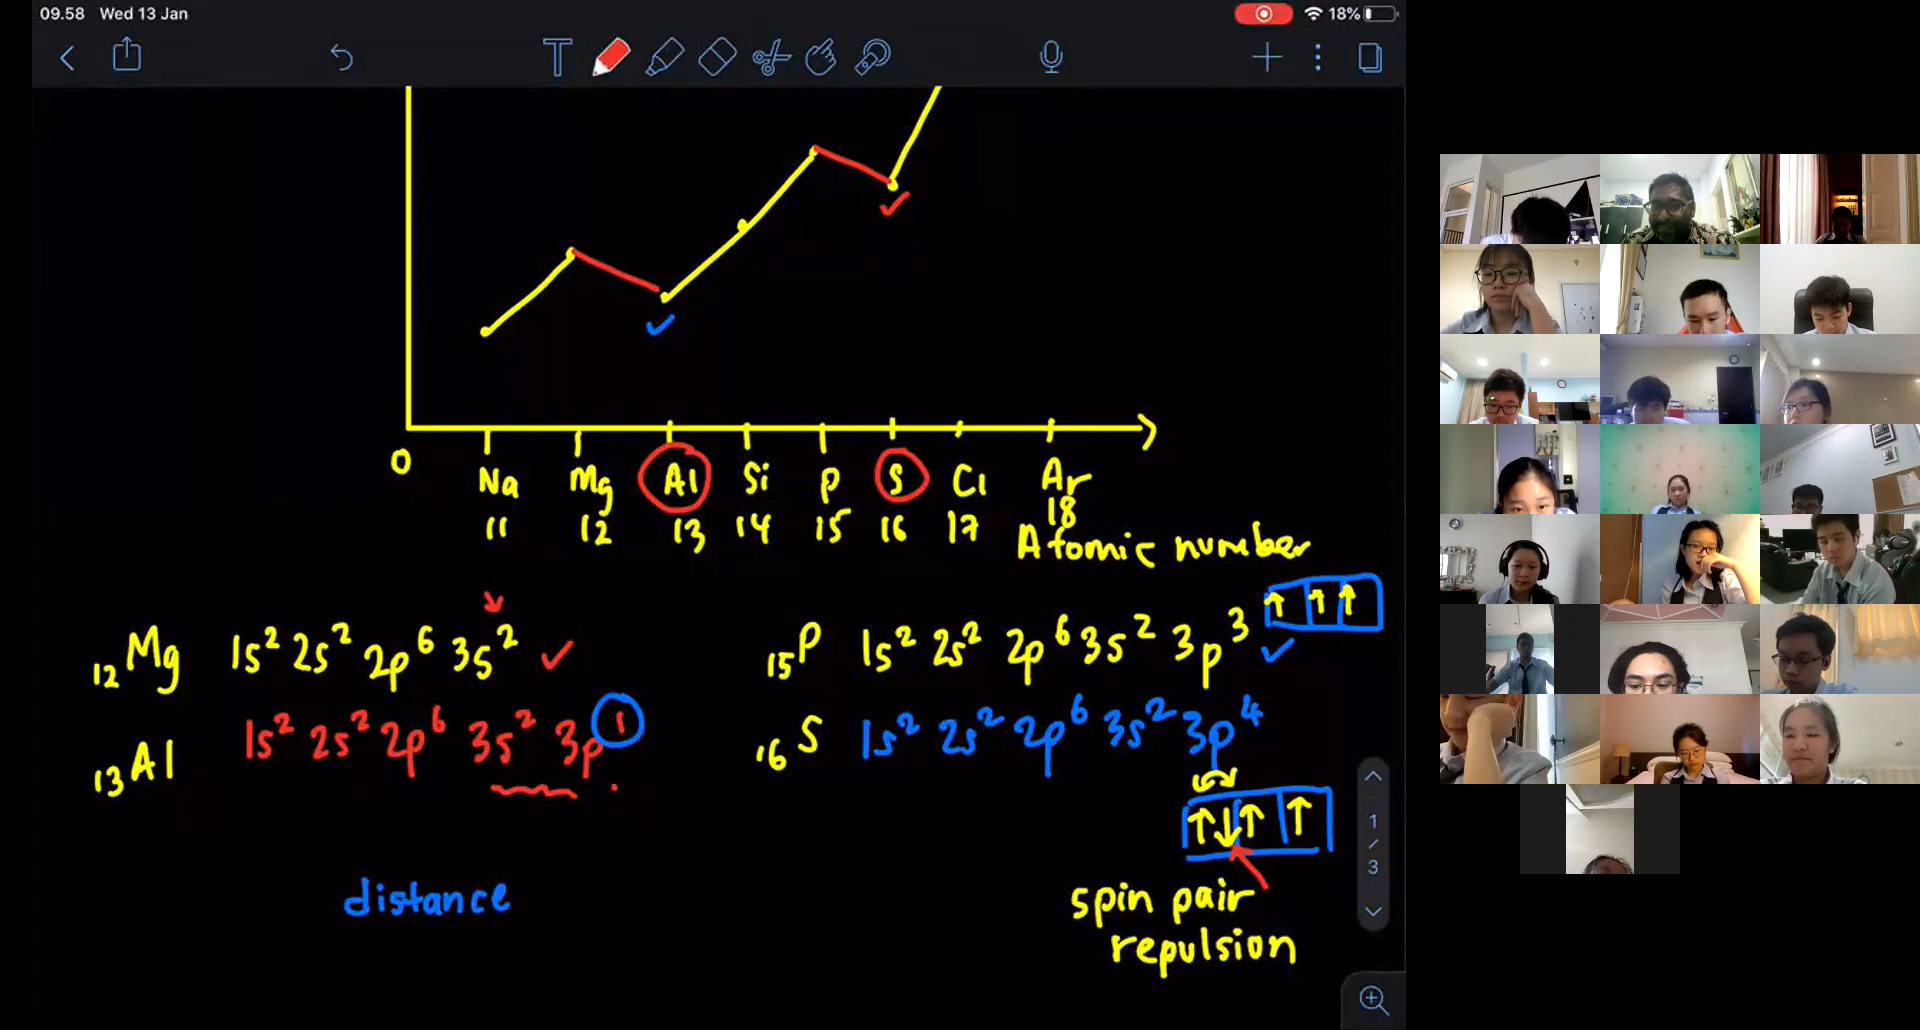 09.58 Wed 13 Jan
18%
T
0
Na Mg Al Si P S Cl Ar
11 12 13 14 15 16 17 18
Atomic number
₁₂Mg 1s² 2s² 2p⁶ 3s²
₁₃Al 1s² 2s² 2p⁶ 3s² 3p¹
distance
₁₅P 1s² 2s² 2p⁶ 3s² 3p³ ↑ ↑ ↑
₁₆S 1s² 2s² 2p⁶ 3s² 3p⁴
↑↓ ↑ ↑
spin pair
repulsion
1
/
3